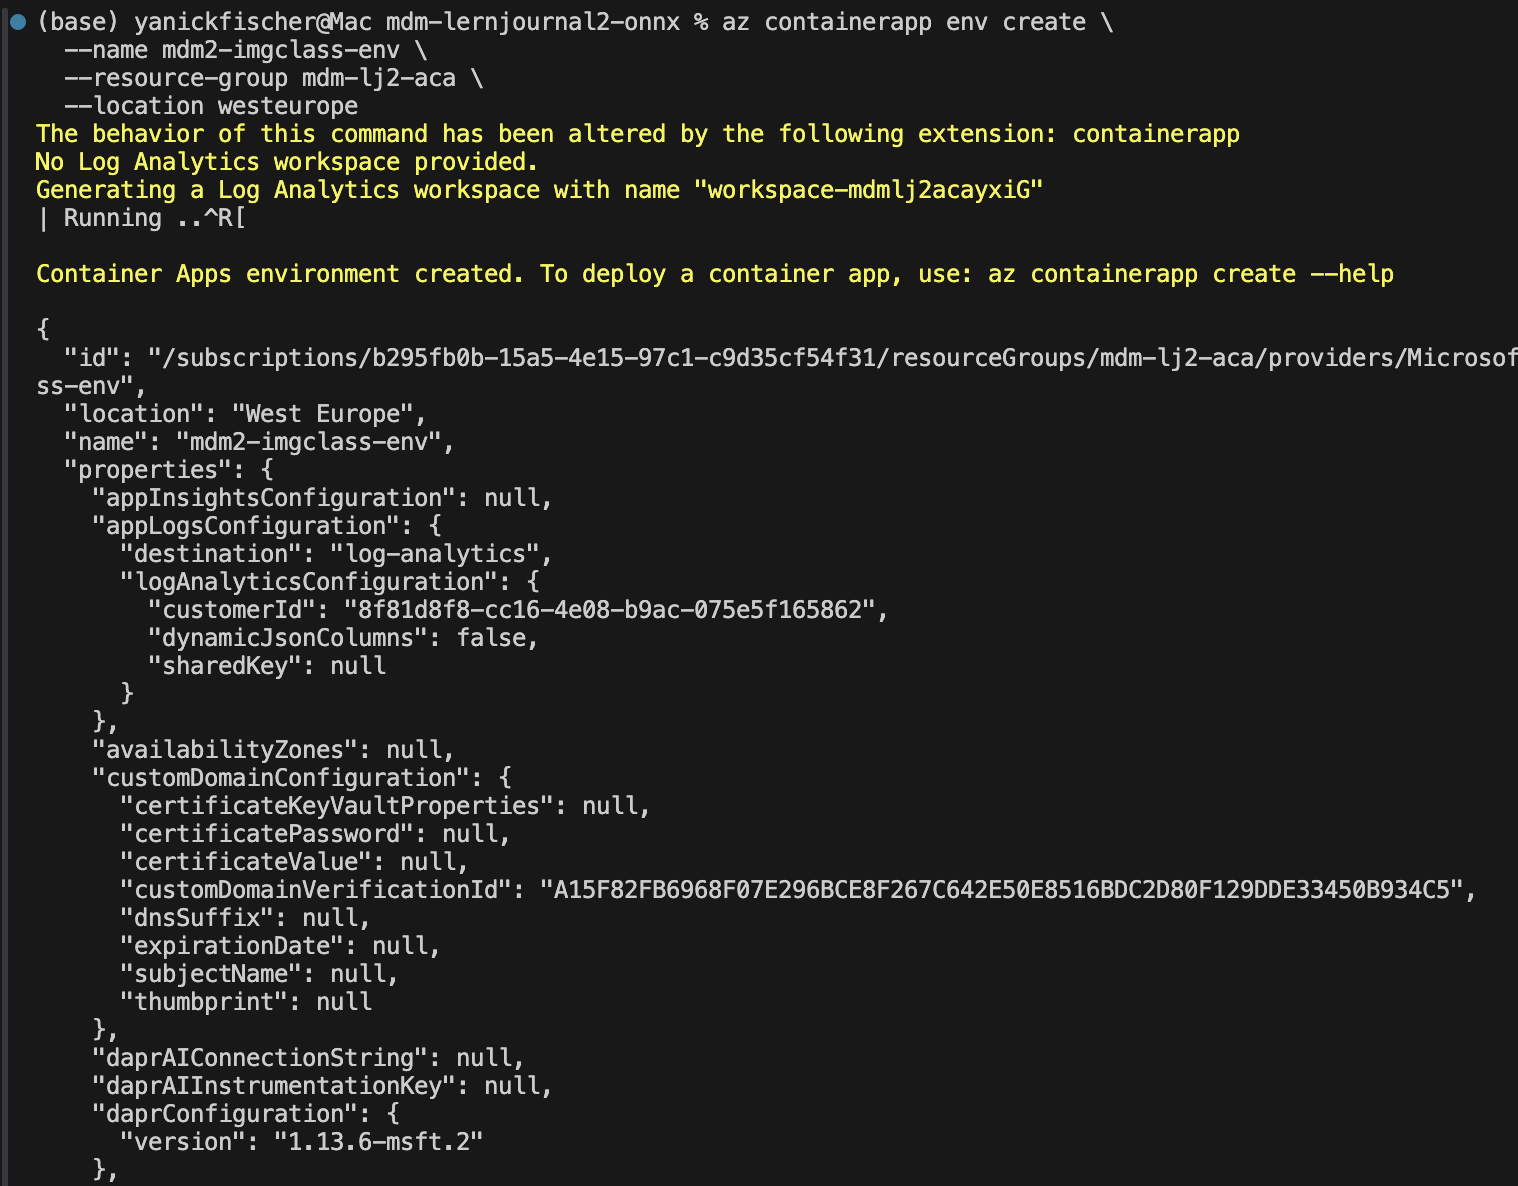 (base) yanickfischer@Mac mdm-lernjournal2-onnx % az containerapp env create \
  --name mdm2-imgclass-env \
  --resource-group mdm-lj2-aca \
  --location westeurope
The behavior of this command has been altered by the following extension: containerapp
No Log Analytics workspace provided.
Generating a Log Analytics workspace with name "workspace-mdmlj2acayxiG"
| Running ..^R[
Container Apps environment created. To deploy a container app, use: az containerapp create --help
{
  "id": "/subscriptions/b295fb0b-15a5-4e15-97c1-c9d35cf54f31/resourceGroups/mdm-lj2-aca/providers/Microsof
ss-env",
  "location": "West Europe",
  "name": "mdm2-imgclass-env",
  "properties": {
    "appInsightsConfiguration": null,
    "appLogsConfiguration": {
      "destination": "log-analytics",
      "logAnalyticsConfiguration": {
        "customerId": "8f81d8f8-cc16-4e08-b9ac-075e5f165862",
        "dynamicJsonColumns": false,
        "sharedKey": null
      }
    },
    "availabilityZones": null,
    "customDomainConfiguration": {
      "certificateKeyVaultProperties": null,
      "certificatePassword": null,
      "certificateValue": null,
      "customDomainVerificationId": "A15F82FB6968F07E296BCE8F267C642E50E8516BDC2D80F129DDE33450B934C5",
      "dnsSuffix": null,
      "expirationDate": null,
      "subjectName": null,
      "thumbprint": null
    },
    "daprAIConnectionString": null,
    "daprAIInstrumentationKey": null,
    "daprConfiguration": {
      "version": "1.13.6-msft.2"
    },